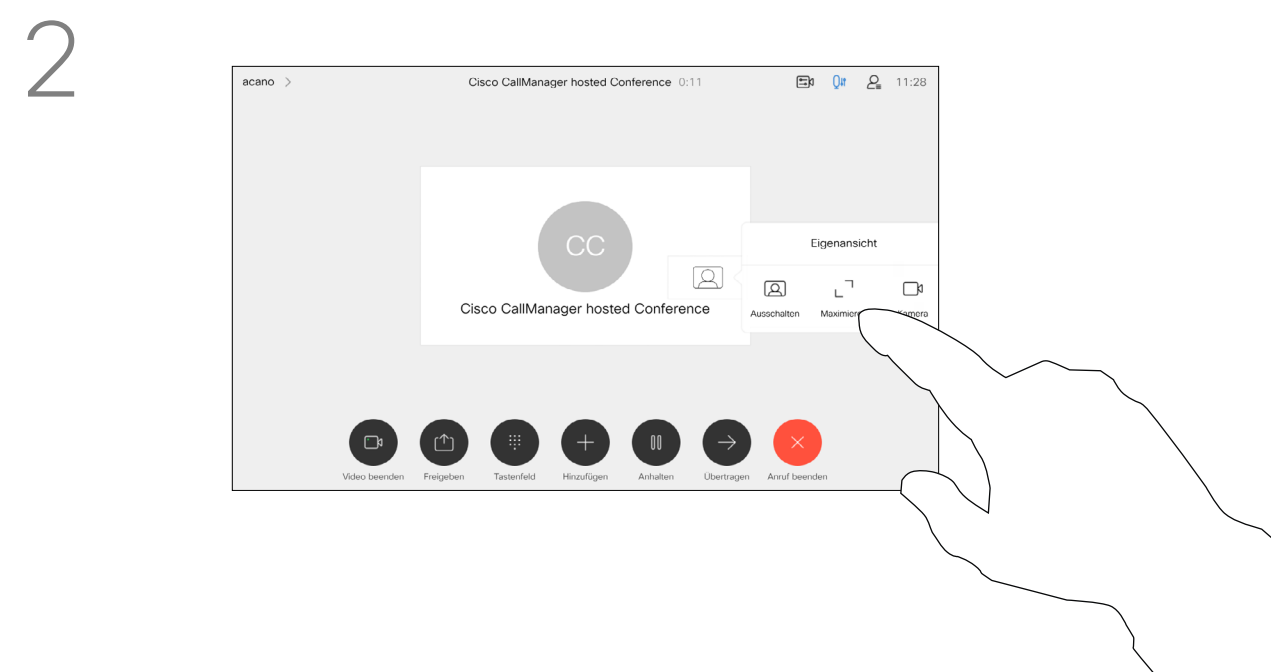 2
acano >
Cisco CallManager hosted Conference 0:11
11:28
CC
Cisco CallManager hosted Conference
Eigenansicht
Ausschalten
Video beenden Freigeben Tastenfeld Hinzufügen Anhalten Übertragen Anruf beenden